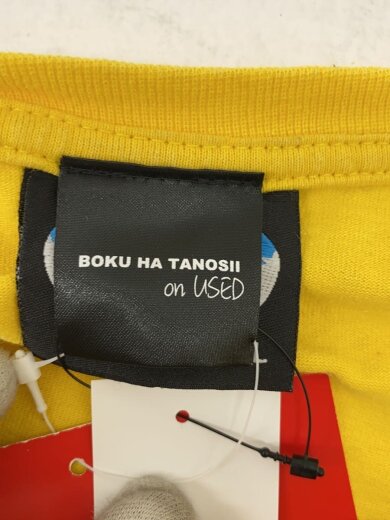 BOKU HA TANOSII
on USED
L